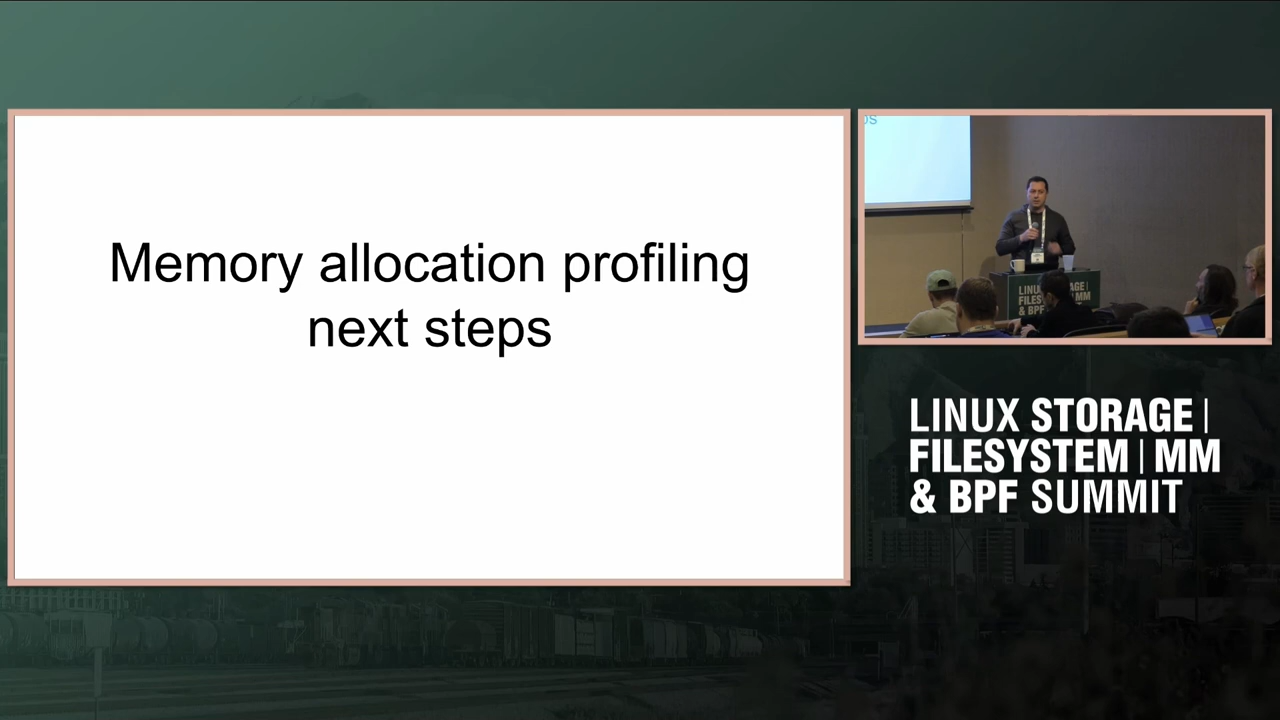 Memory allocation profiling
next steps
LINUX STORAGE |
FILESYSTEM | MM
& BPF SUMMIT